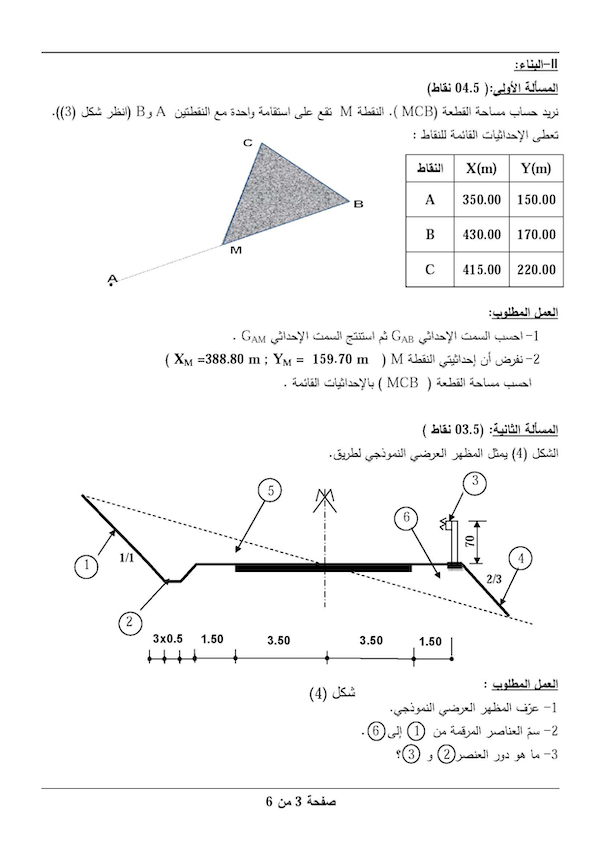 II–البناء:
المسألة الأولى:( 04.5 نقاط)
نريد حساب مساحة القطعة (MCB ). النقطة M تقع على استقامة واحدة مع النقطتين A و B (انظر شكل (3)).
تعطى الإحداثيات القائمة للنقاط :
النقاط X(m) Y(m)
A 350.00 150.00
B 430.00 170.00
C 415.00 220.00
C
B
M
A
العمل المطلوب:
1– احسب السمت الإحداثي GAB ثم استنتج السمت الإحداثي GAM .
2– نفرض أن إحداثيتي النقطة M ( XM =388.80 m ; YM = 159.70 m )
احسب مساحة القطعة ( MCB ) بالإحداثيات القائمة .
المسألة الثانية: (03.5 نقاط )
الشكل (4) يمثل المظهر العرضي النموذجي لطريق.
5
3
6
70
1
1/1
4
2/3
2
3x0.5 1.50 3.50 3.50 1.50
شكل (4)
العمل المطلوب :
1– عرّف المظهر العرضي النموذجي.
2– سمّ العناصر المرقمة من 1 إلى 6 .
3– ما هو دور العنصر 2 و 3 ؟
صفحة 3 من 6